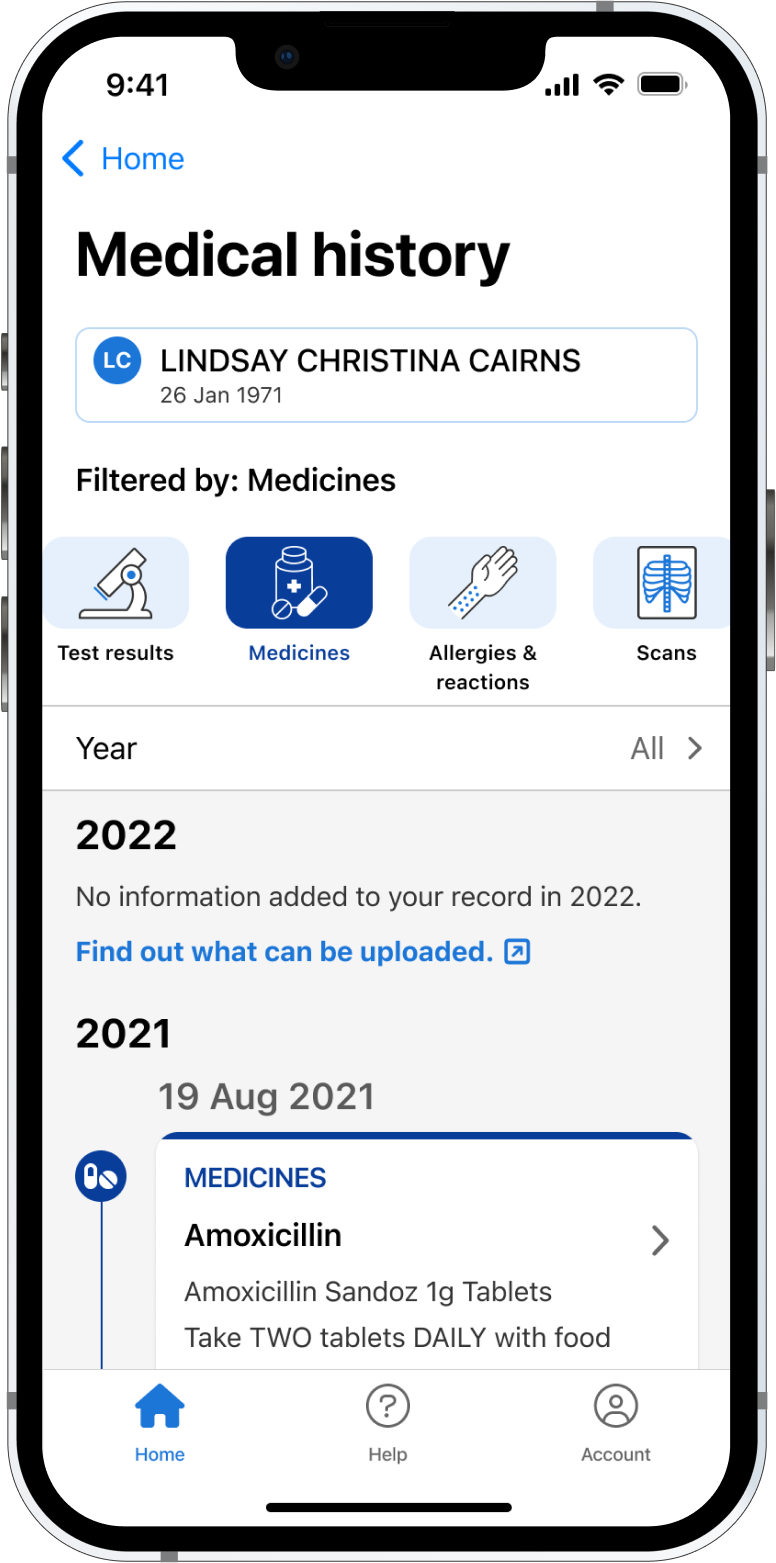 9:41
Home
Medical history
LC
LINDSAY CHRISTINA CAIRNS
26 Jan 1971
Filtered by: Medicines
Test results
Medicines
Allergies &
reactions
Scans
Year
All
2022
No information added to your record in 2022.
Find out what can be uploaded.
2021
19 Aug 2021
MEDICINES
Amoxicillin
Amoxicillin Sandoz 1g Tablets
Take TWO tablets DAILY with food
Home
Help
Account